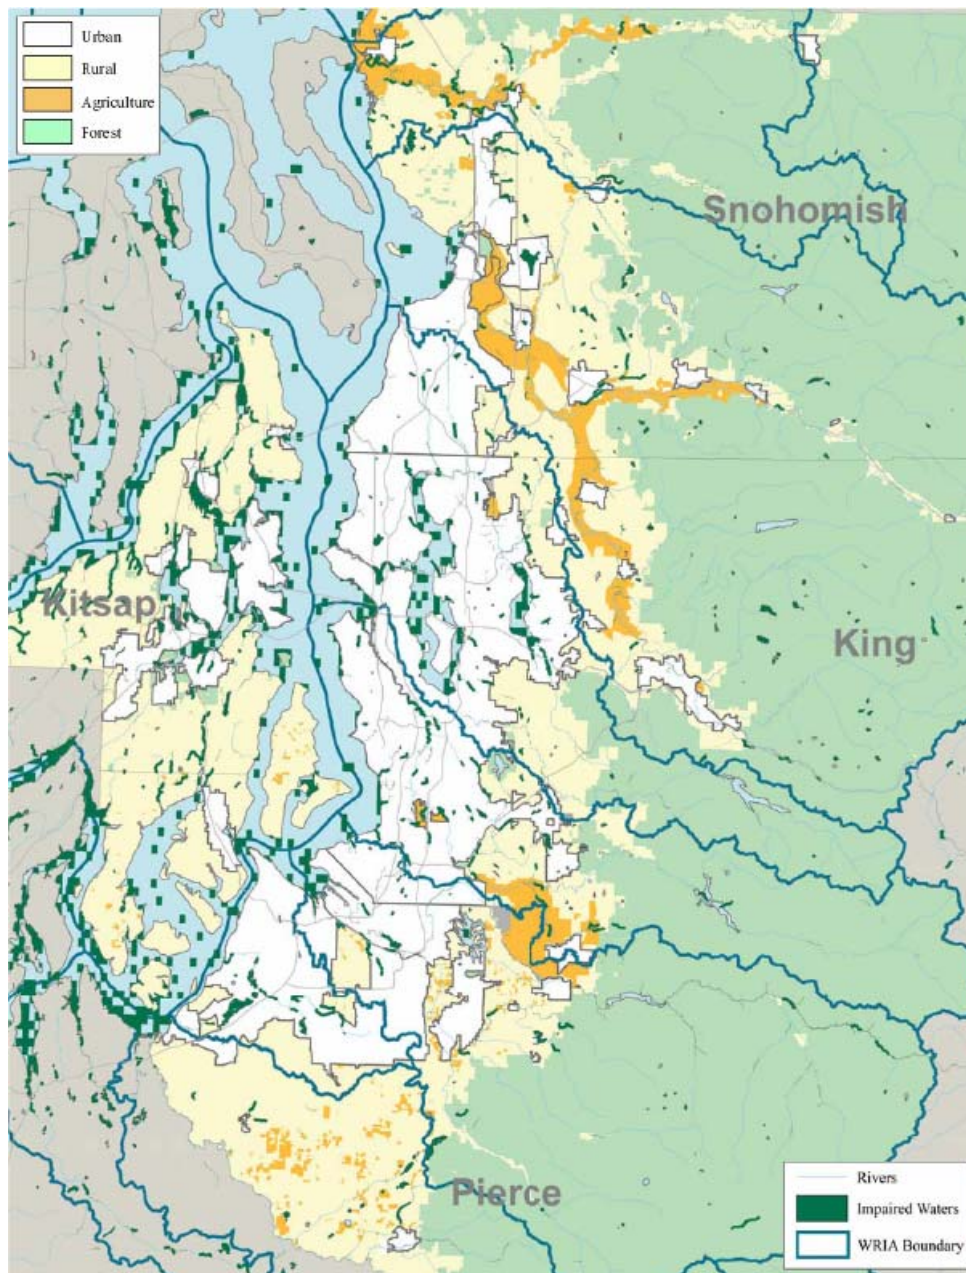 Urban
Rural
Agriculture
Forest
Snohomish
Kitsap
King
Pierce
Rivers
Impaired Waters
WRIA Boundary